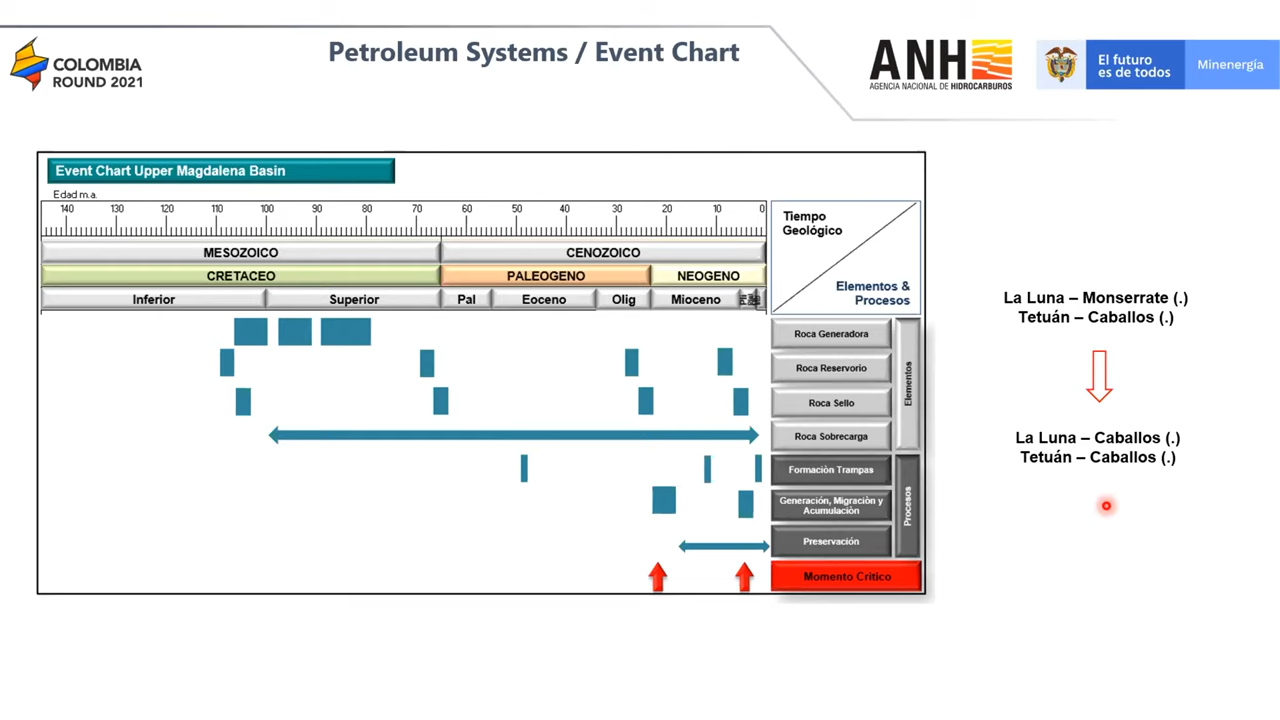 COLOMBIA
ROUND 2021
Petroleum Systems / Event Chart
ANH
AGENCIA NACIONAL DE HIDROCARBUROS
El futuro
es de todos
Minenergía
Event Chart Upper Magdalena Basin
Edad m.a.
140 130 120 110 100 90 80 70 60 50 40 30 20 10 0
Tiempo
Geológico
Elementos &
Procesos
MESOZOICO CENOZOICO
CRETACEO PALEOGENO NEOGENO
Inferior Superior Pal Eoceno Olig Mioceno
Roca Generadora
Roca Reservorio
Roca Sello
Roca Sobrecarga
Elementos
Formaciòn Trampas
Generación, Migraciòn y
Acumulaciòn
Preservación
Procesos
Momento Critico
La Luna – Monserrate (.)
Tetuán – Caballos (.)
La Luna – Caballos (.)
Tetuán – Caballos (.)